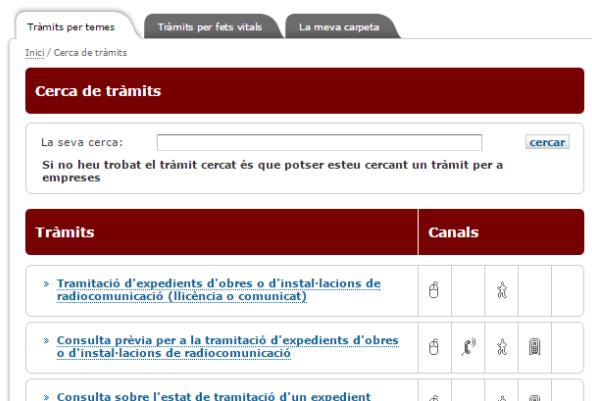 Tràmits per temes
Tràmits per fets vitals
La meva carpeta
Inici / Cerca de tràmits
Cerca de tràmits
La seva cerca:
cercar
Si no heu trobat el tràmit cercat és que potser esteu cercant un tràmit per a
empreses
Tràmits
Canals
» Tramitació d'expedients d'obres o d'instal·lacions de
radiocomunicació (llicència o comunicat)
» Consulta prèvia per a la tramitació d'expedients d'obres
o d'instal·lacions de radiocomunicació
» Consulta sobre l'estat de tramitació d'un expedient